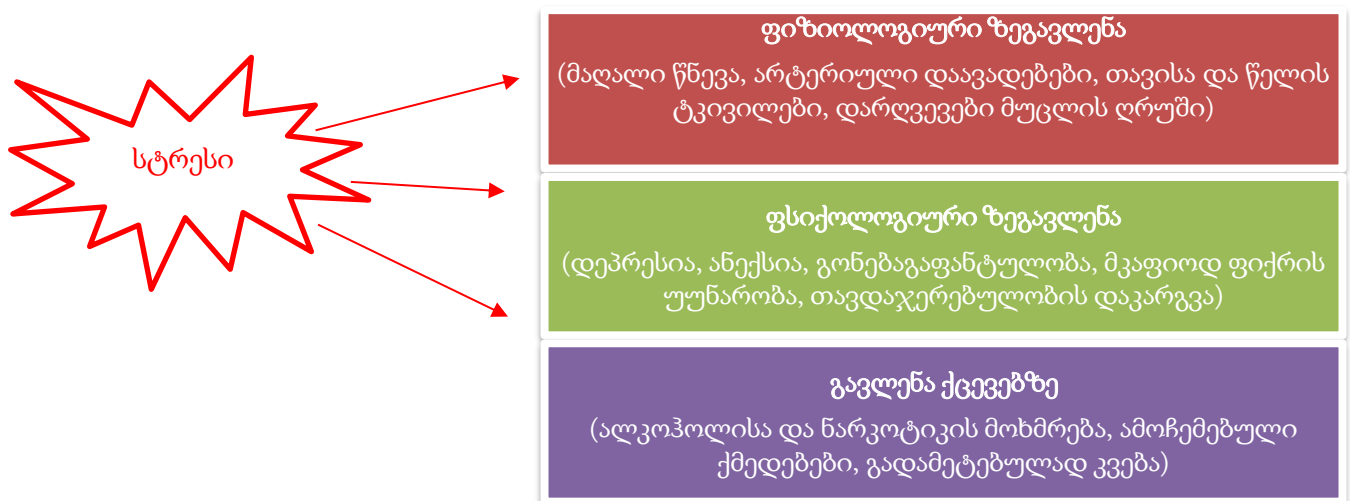 სტრესი
ფიზიოლოგიური ზეგავლენა
(მაღალი წნევა, არტერიული დაავადებები, თავისა და წელის
ტკივილები, დარღვევები მუცლის ღრუში)
ფსიქოლოგიური ზეგავლენა
(დეპრესია, ანექსია, გონებაგაფანტულობა, მკაფიოდ ფიქრის
უუნარობა, თავდაჯერებულობის დაკარგვა)
გავლენა ქცევებზე
(ალკოჰოლისა და ნარკოტიკის მოხმრება, ამოჩემებული
ქმედებები, გადამეტებულად კვება)